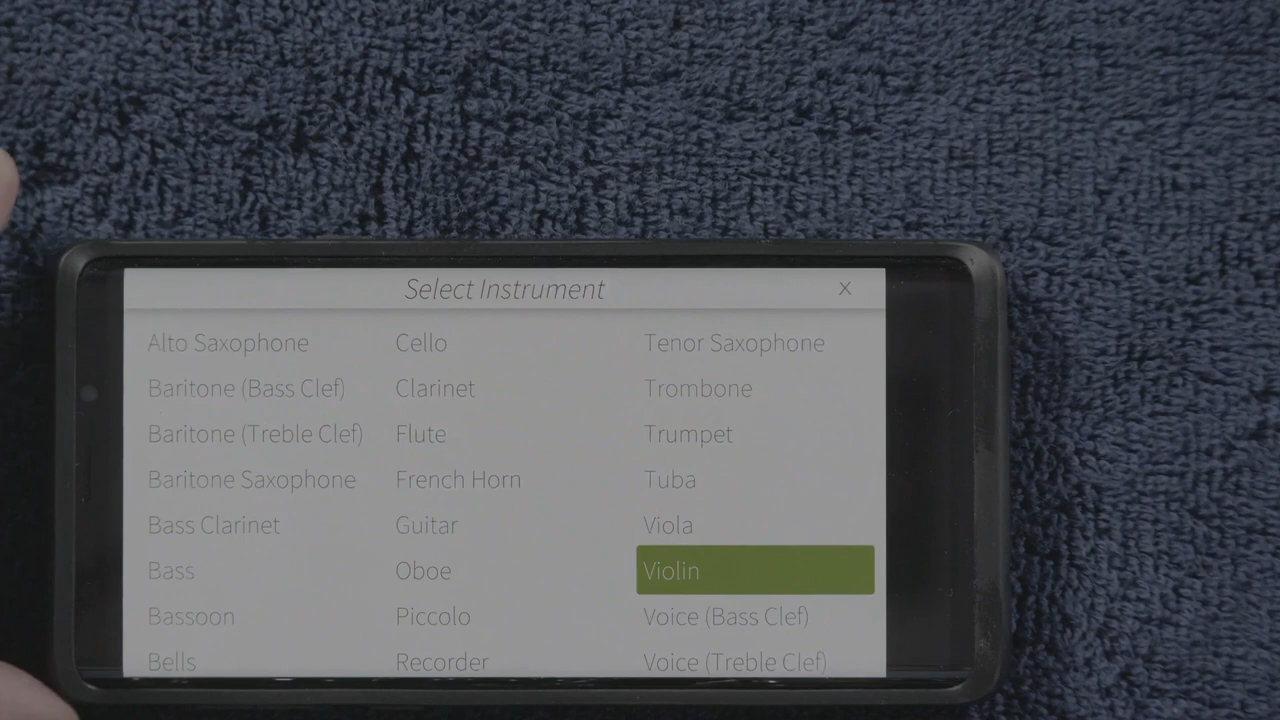 Select Instrument X
Alto Saxophone
Baritone (Bass Clef)
Baritone (Treble Clef)
Baritone Saxophone
Bass Clarinet
Bass
Bassoon
Bells
Cello
Clarinet
Flute
French Horn
Guitar
Oboe
Piccolo
Recorder
Tenor Saxophone
Trombone
Trumpet
Tuba
Viola
Violin
Voice (Bass Clef)
Voice (Treble Clef)